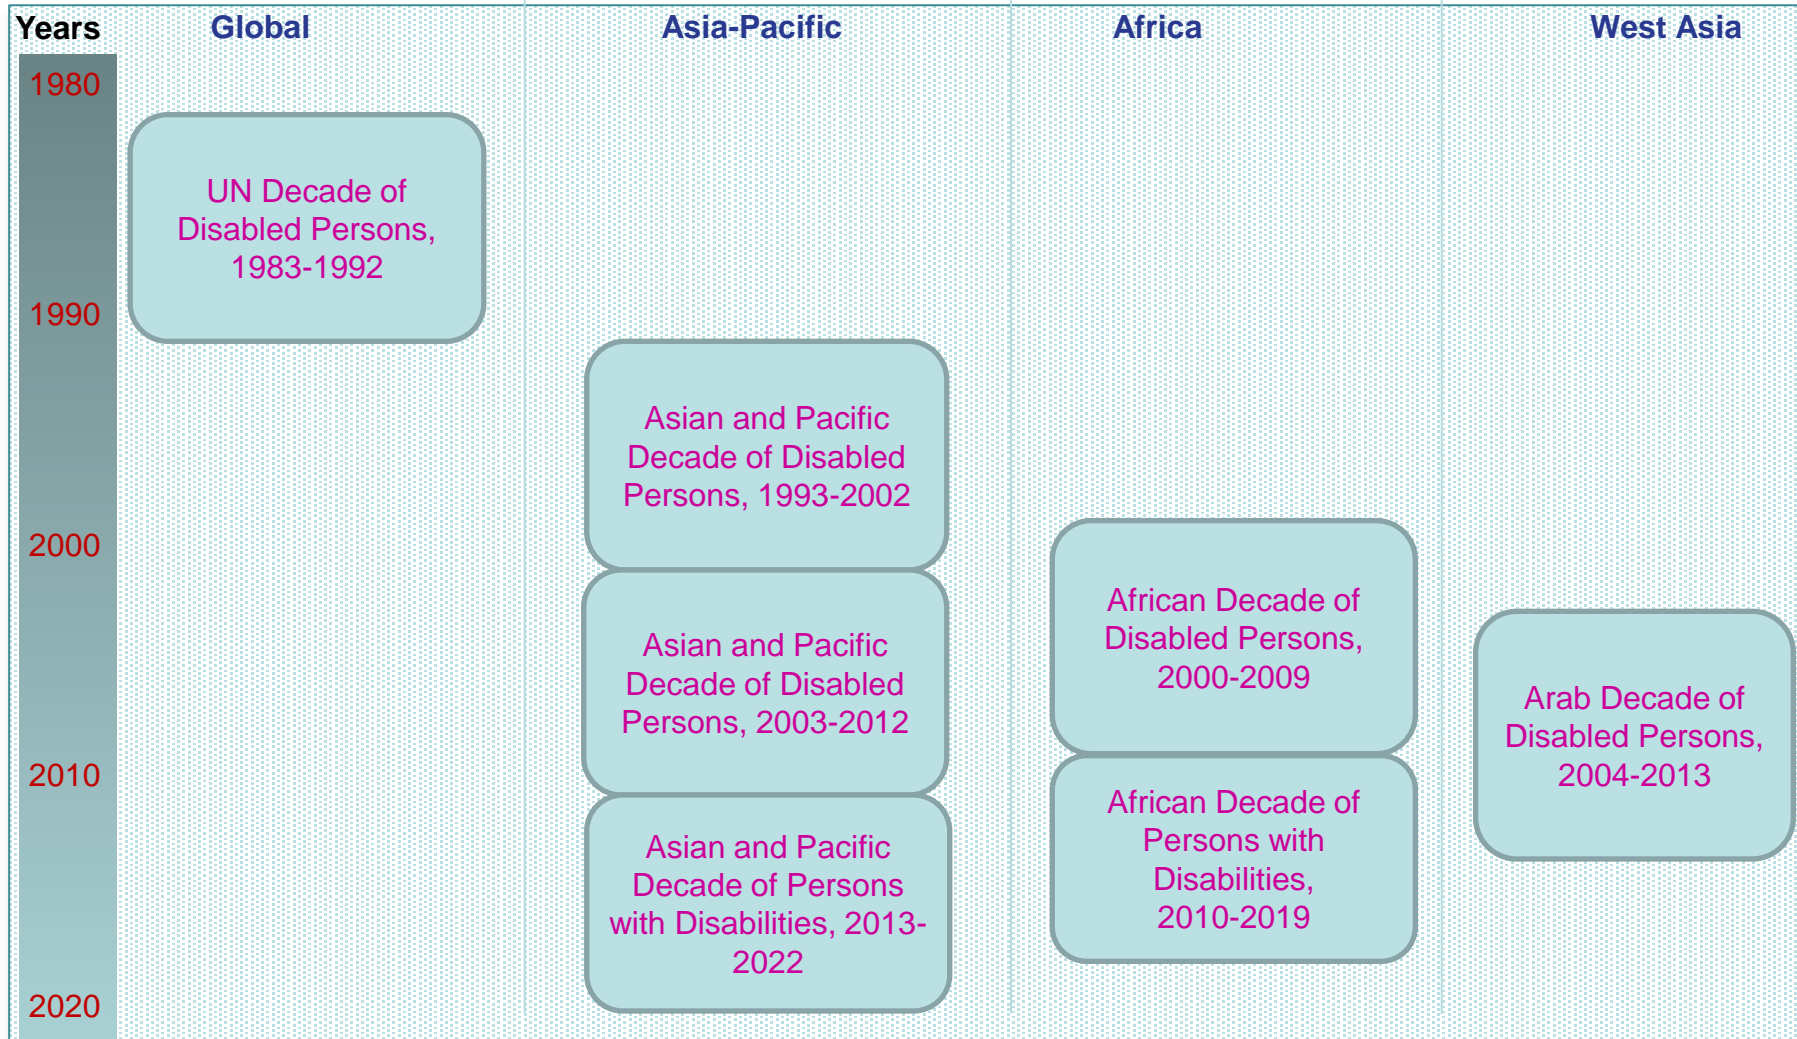 Years
Global
Asia-Pacific
Africa
West Asia
1980
1990
2000
2010
2020
UN Decade of
Disabled Persons,
1983-1992
Asian and Pacific
Decade of Disabled
Persons, 1993-2002
Asian and Pacific
Decade of Disabled
Persons, 2003-2012
Asian and Pacific
Decade of Persons
with Disabilities, 2013-
2022
African Decade of
Disabled Persons,
2000-2009
African Decade of
Persons with
Disabilities,
2010-2019
Arab Decade of
Disabled Persons,
2004-2013